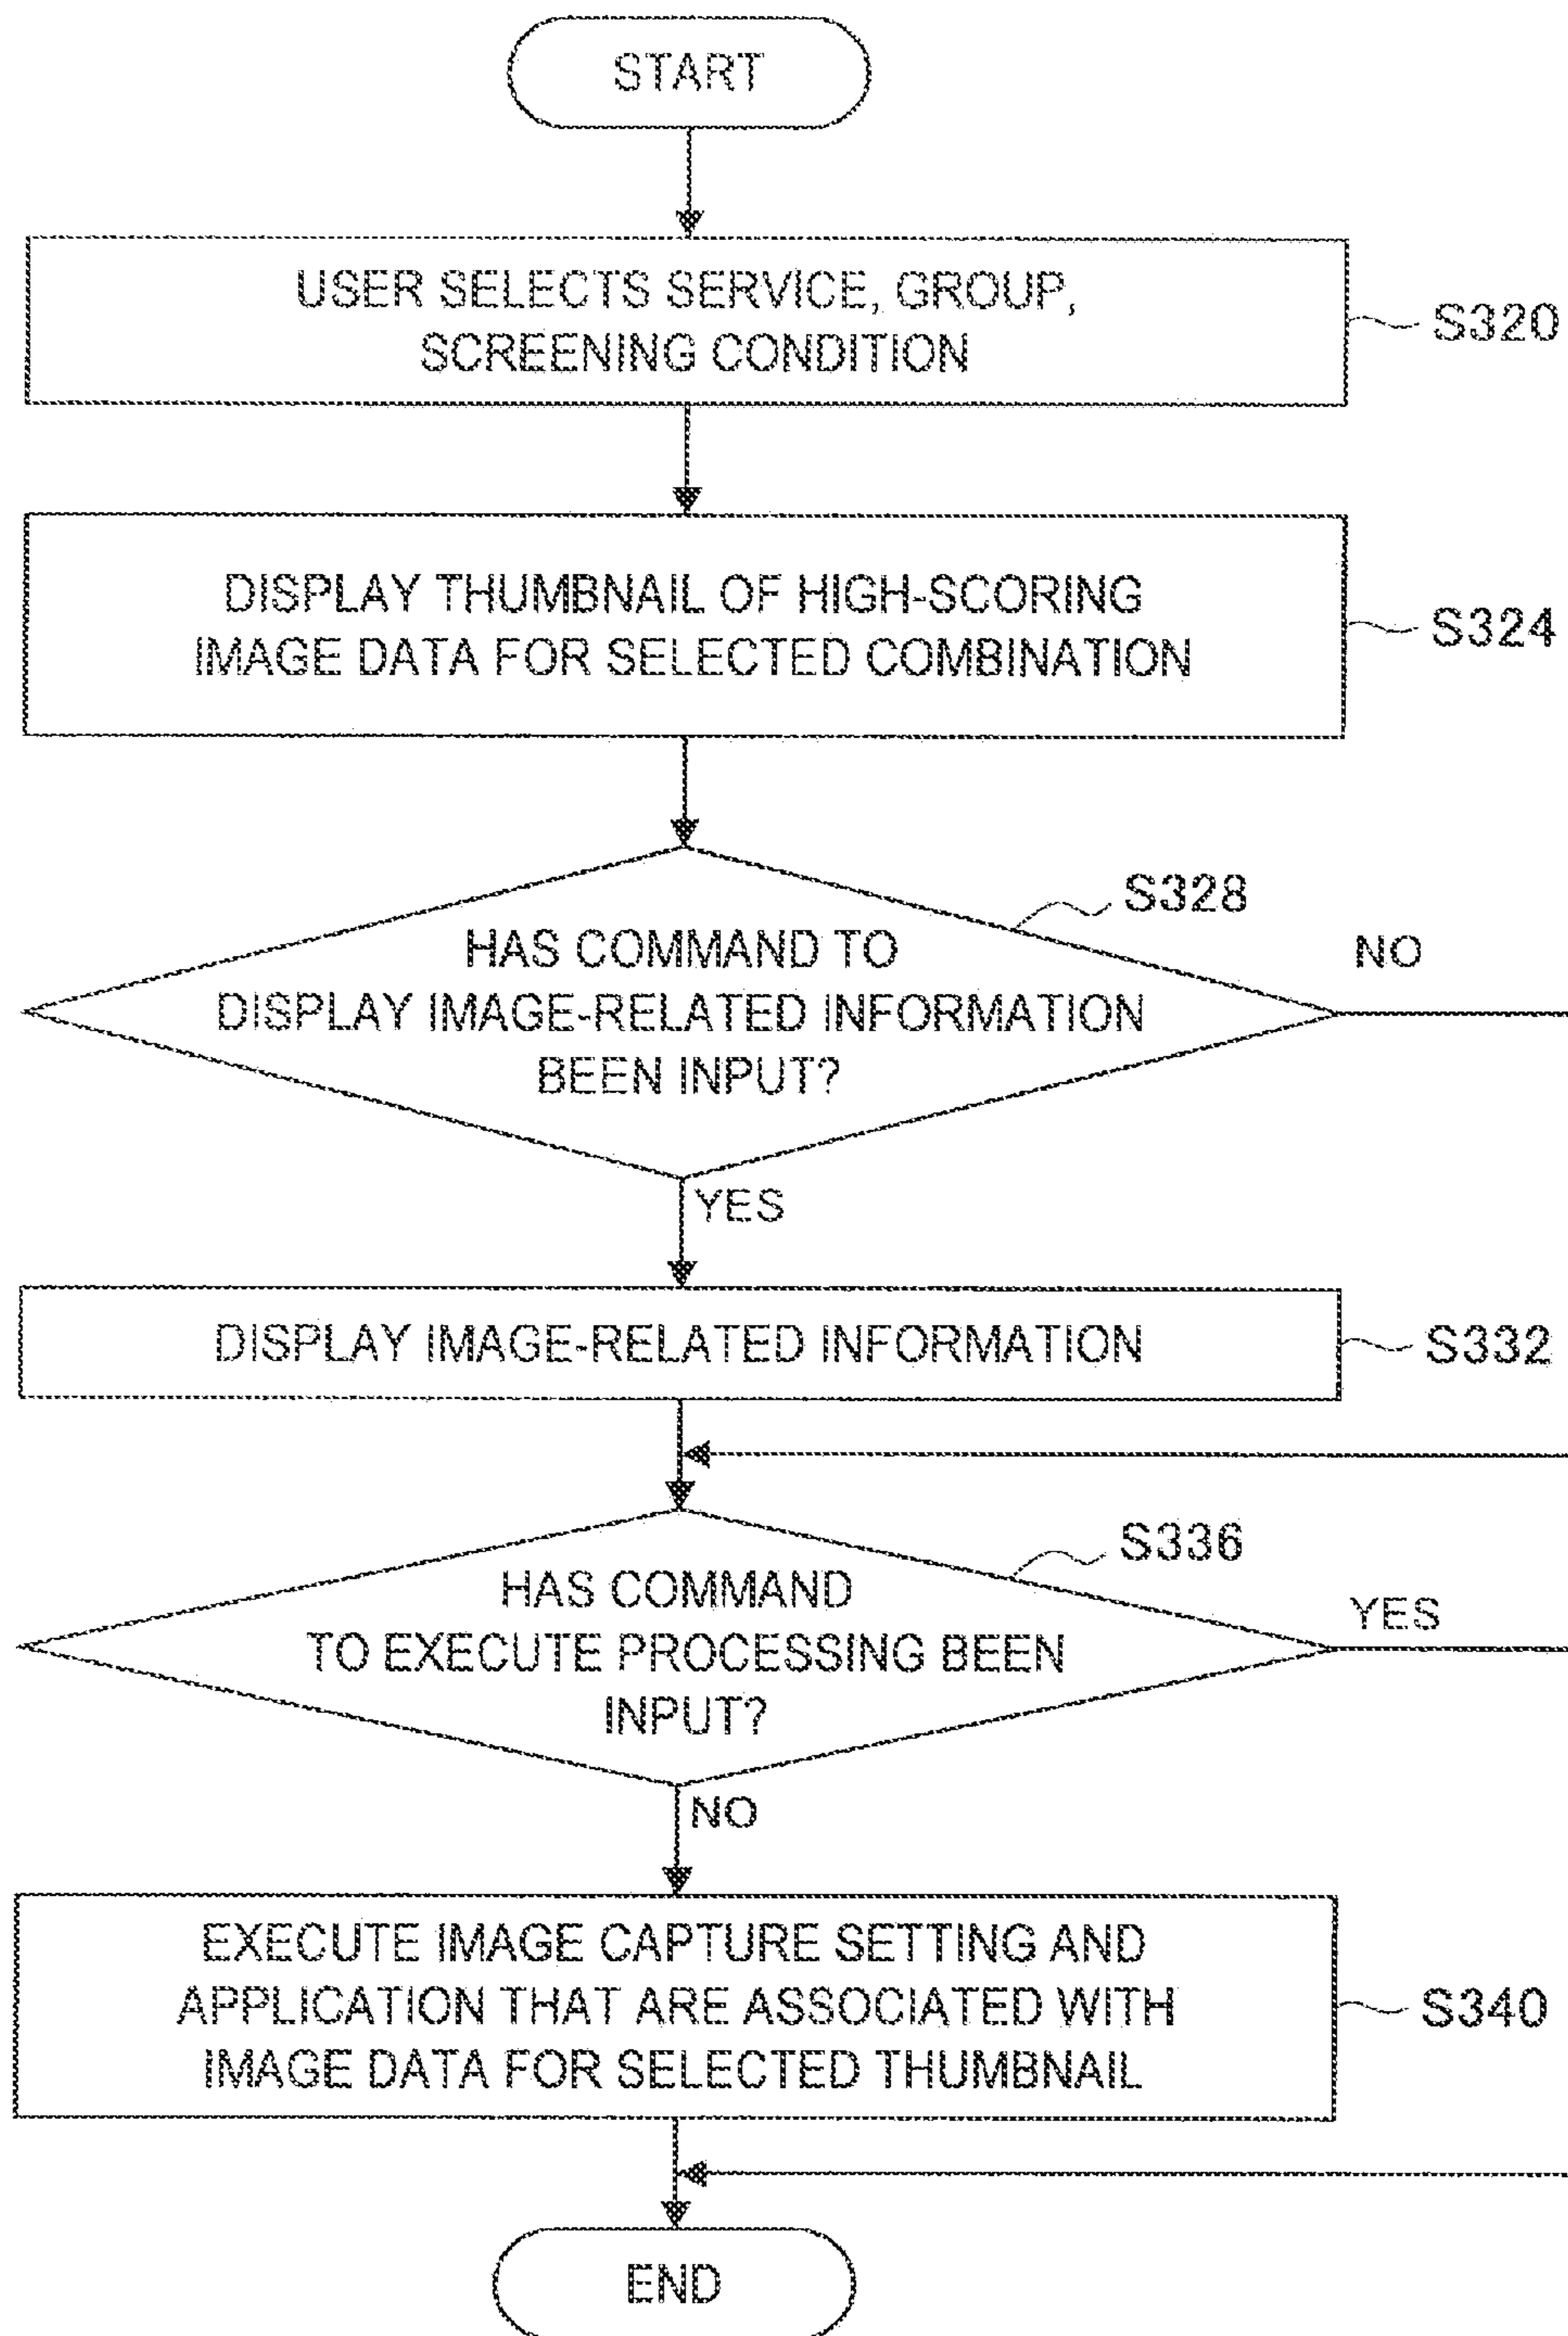 START
USER SELECTS SERVICE, GROUP,
SCREENING CONDITION
S320
DISPLAY THUMBNAIL OF HIGH-SCORING
IMAGE DATA FOR SELECTED COMBINATION
S324
S328
HAS COMMAND TO
DISPLAY IMAGE-RELATED INFORMATION
BEEN INPUT?
NO
YES
DISPLAY IMAGE-RELATED INFORMATION
S332
S336
HAS COMMAND
TO EXECUTE PROCESSING BEEN
INPUT?
YES
NO
EXECUTE IMAGE CAPTURE SETTING AND
APPLICATION THAT ARE ASSOCIATED WITH
IMAGE DATA FOR SELECTED THUMBNAIL
S340
END